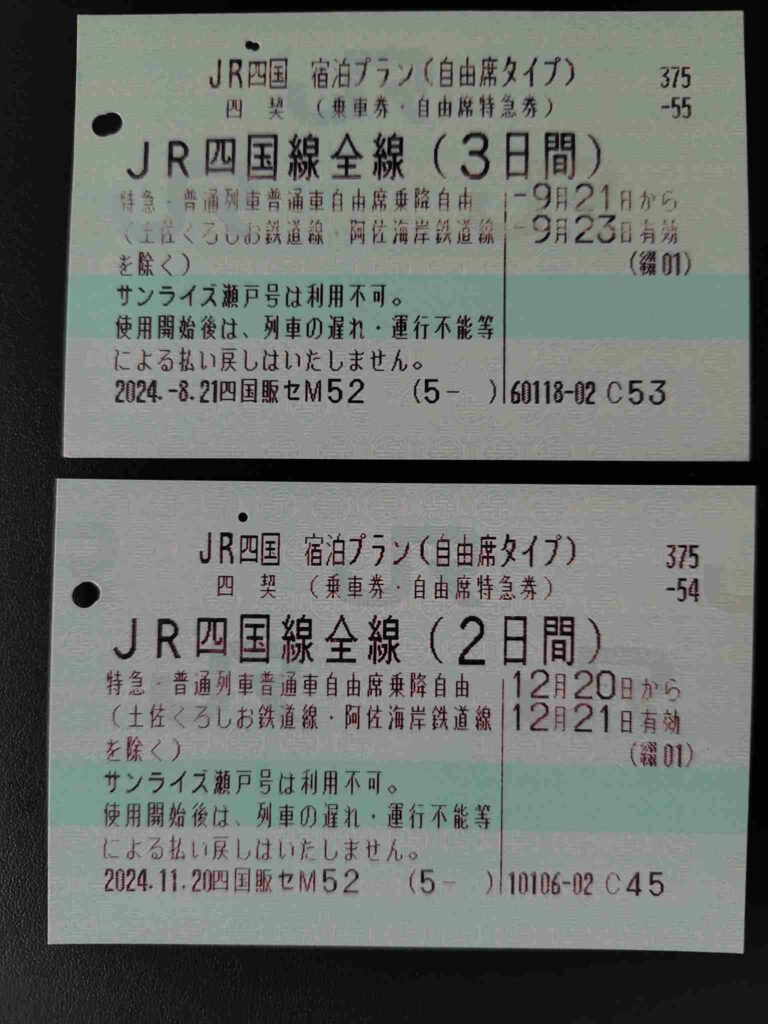 JR四国 宿泊プラン(自由席タイプ) 375
四 契 (乗車券・自由席特急券) -55
JR四国線全線(3日間)
特急・普通列車普通車自由席乗降自由 -9月21日から
(土佐くろしお鉄道線・阿佐海岸鉄道線 -9月23日有効
を除く)
(01)
サンライズ瀬戸号は利用不可。
使用開始後は、列車の遅れ・運行不能等
による払い戻しはいたしません。
2024.-8.21四国販セM52 (5- ) 60118-02 C53
JR四国 宿泊プラン(自由席タイプ) 375
四 契 (乗車券・自由席特急券) -54
JR四国線全線(2日間)
特急・普通列車普通車自由席乗降自由 12月20日から
(土佐くろしお鉄道線・阿佐海岸鉄道線 12月21日有効
を除く)
(01)
サンライズ瀬戸号は利用不可。
使用開始後は、列車の遅れ・運行不能等
による払い戻しはいたしません。
2024.11.20四国販セM52 (5- ) 10106-02 C45